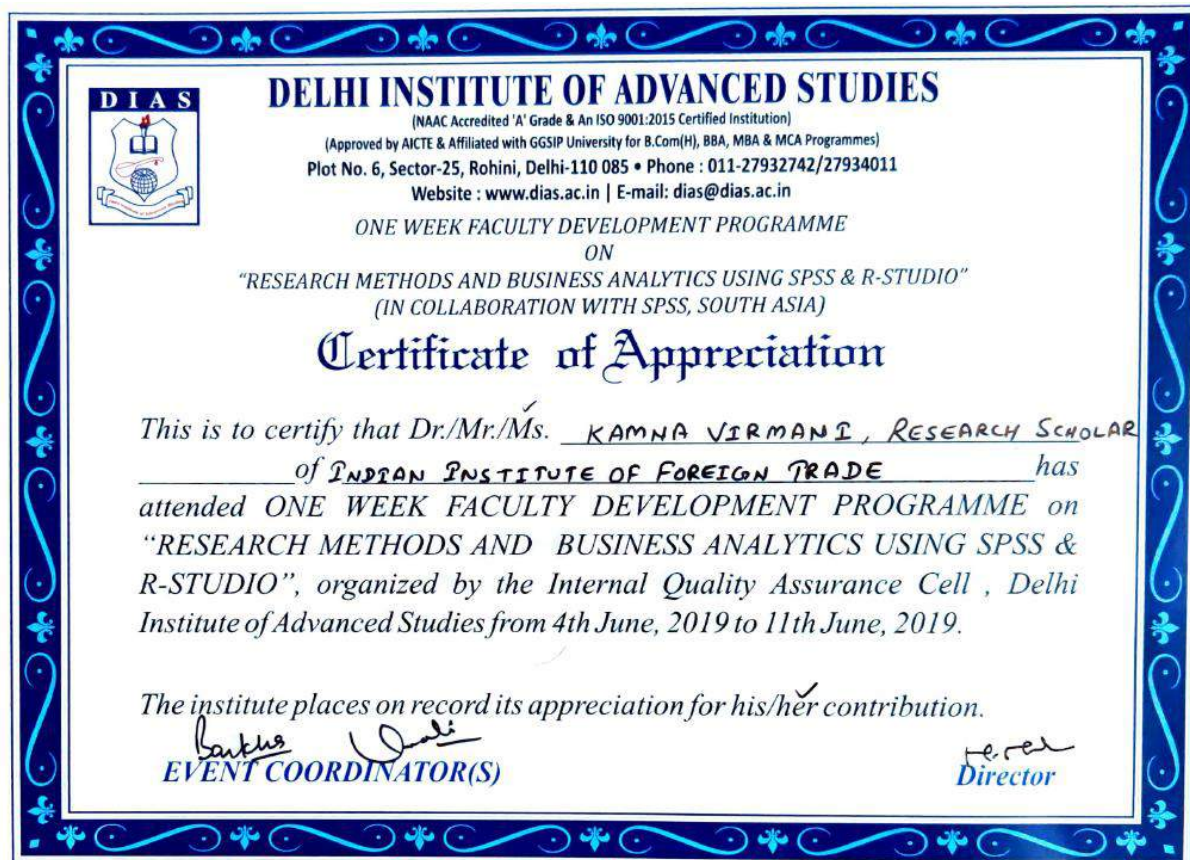 DIAS
DELHI INSTITUTE OF ADVANCED STUDIES
(NAAC Accredited 'A' Grade & An ISO 9001:2015 Certified Institution)
(Approved by AICTE & Affiliated with GGSIP University for B.Com(H), BBA, MBA & MCA Programmes)
Plot No. 6, Sector-25, Rohini, Delhi-110 085 • Phone : 011-27932742/27934011
Website : www.dias.ac.in | E-mail: dias@dias.ac.in
ONE WEEK FACULTY DEVELOPMENT PROGRAMME
ON
"RESEARCH METHODS AND BUSINESS ANALYTICS USING SPSS & R-STUDIO"
(IN COLLABORATION WITH SPSS, SOUTH ASIA)
Certificate of Appreciation
This is to certify that Dr./Mr./Ms. KAMNA VIRMANI, RESEARCH SCHOLAR
of INDIAN INSTITUTE OF FOREIGN TRADE has
attended ONE WEEK FACULTY DEVELOPMENT PROGRAMME on
"RESEARCH METHODS AND BUSINESS ANALYTICS USING SPSS &
R-STUDIO", organized by the Internal Quality Assurance Cell , Delhi
Institute of Advanced Studies from 4th June, 2019 to 11th June, 2019.
The institute places on record its appreciation for his/her contribution.
Barkha
EVENT COORDINATOR(S)
Director